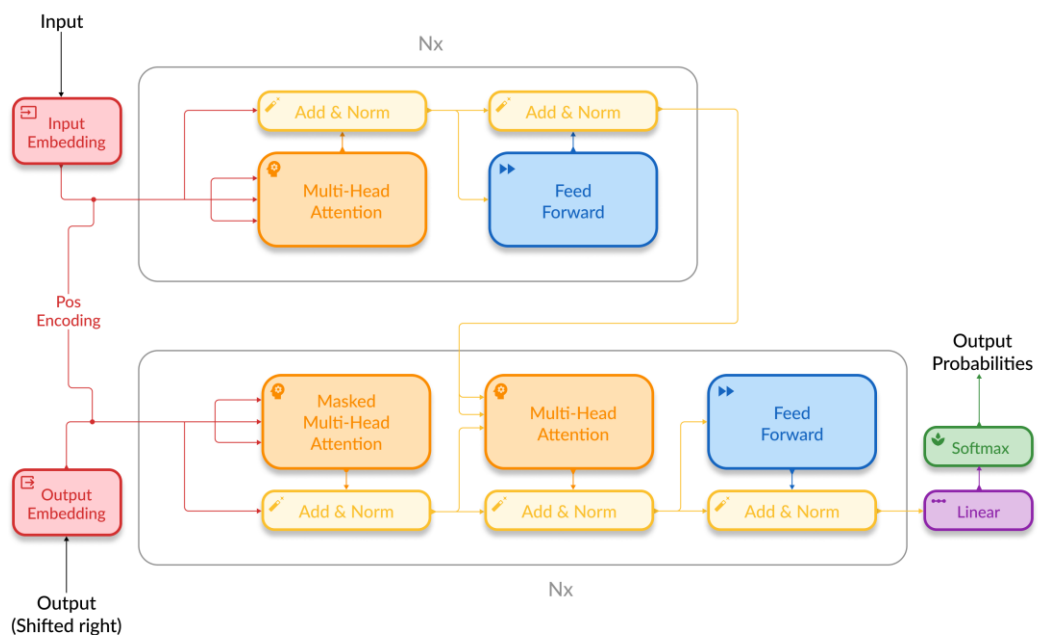 Input
Nx
Input
Embedding
Add & Norm
Add & Norm
Multi-Head
Attention
Feed
Forward
Pos
Encoding
Output
Probabilities
Masked
Multi-Head
Attention
Multi-Head
Attention
Feed
Forward
Softmax
Output
Embedding
Add & Norm
Add & Norm
Add & Norm
Linear
Nx
Output
(Shifted right)